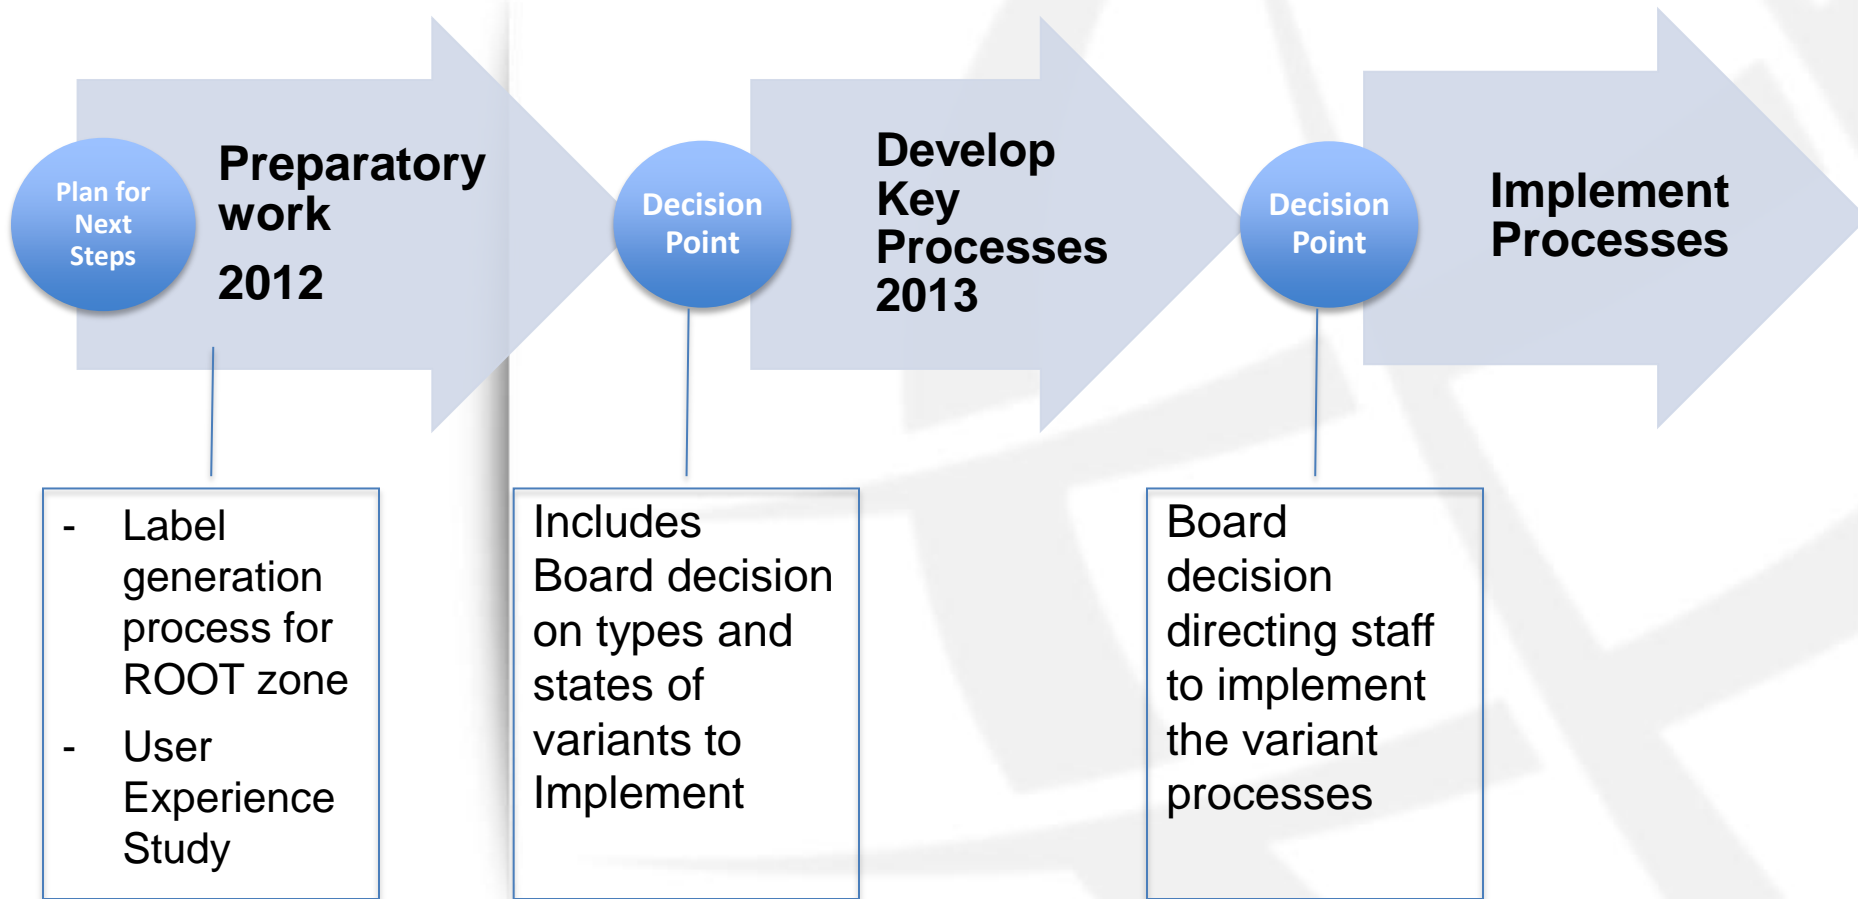 Plan for
Next
Steps
Preparatory
work
2012
Decision
Point
Develop
Key
Processes
2013
Decision
Point
Implement
Processes
- Label
generation
process for
ROOT zone
- User
Experience
Study
Includes
Board decision
on types and
states of
variants to
Implement
Board
decision
directing staff
to implement
the variant
processes